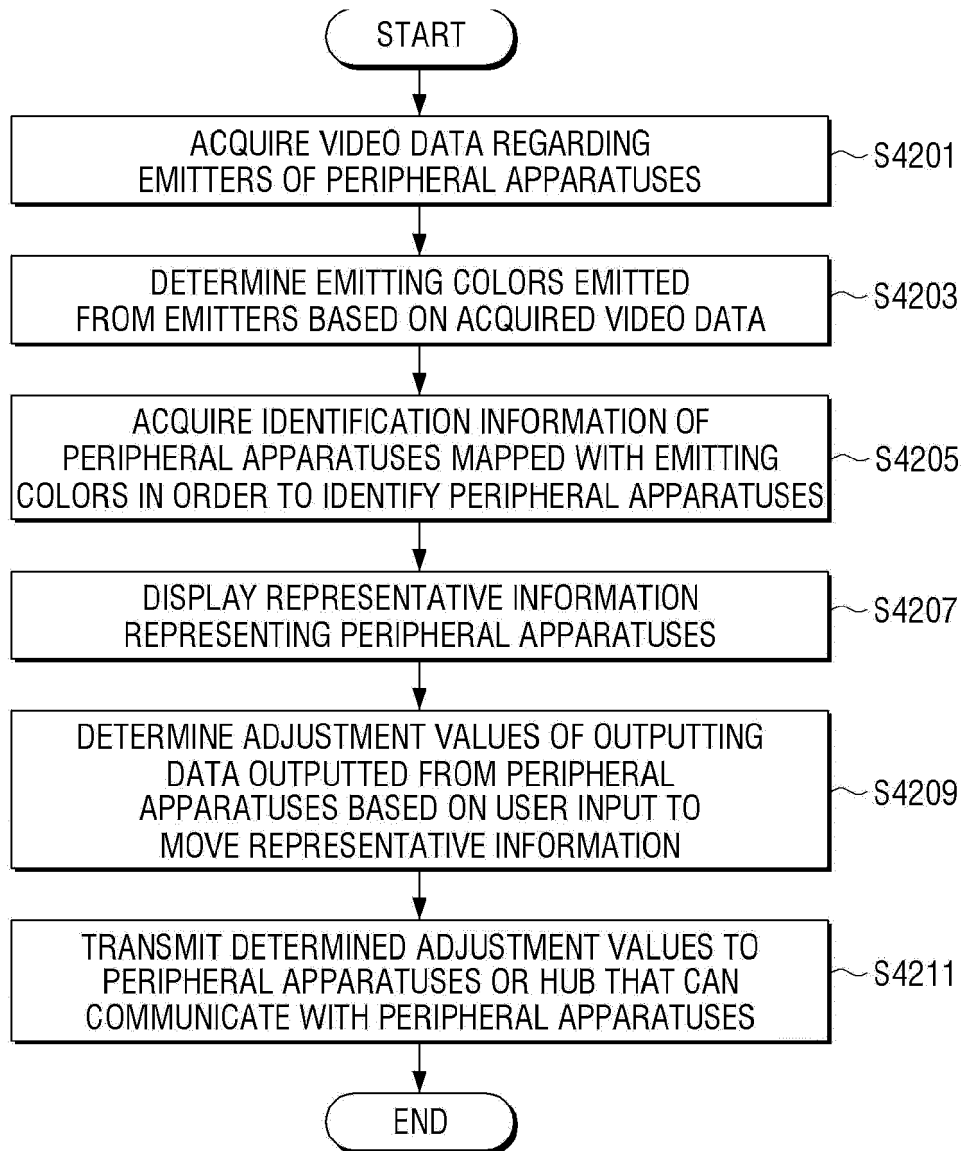 START
ACQUIRE VIDEO DATA REGARDING
EMITTERS OF PERIPHERAL APPARATUSES
S4201
DETERMINE EMITTING COLORS EMITTED
FROM EMITTERS BASED ON ACQUIRED VIDEO DATA
S4203
ACQUIRE IDENTIFICATION INFORMATION OF
PERIPHERAL APPARATUSES MAPPED WITH EMITTING
COLORS IN ORDER TO IDENTIFY PERIPHERAL APPARATUSES
S4205
DISPLAY REPRESENTATIVE INFORMATION
REPRESENTING PERIPHERAL APPARATUSES
S4207
DETERMINE ADJUSTMENT VALUES OF OUTPUTTING
DATA OUTPUTTED FROM PERIPHERAL
APPARATUSES BASED ON USER INPUT TO
MOVE REPRESENTATIVE INFORMATION
S4209
TRANSMIT DETERMINED ADJUSTMENT VALUES TO
PERIPHERAL APPARATUSES OR HUB THAT CAN
COMMUNICATE WITH PERIPHERAL APPARATUSES
S4211
END